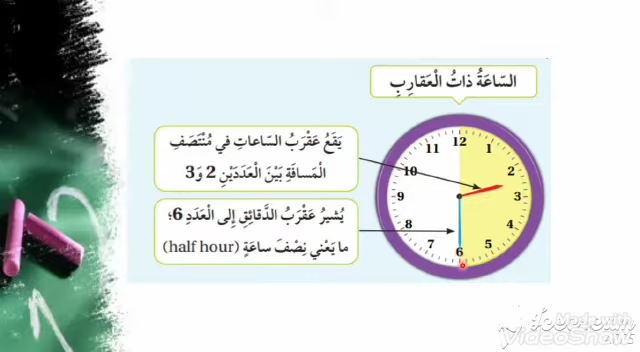 السّاعَةُ ذاتُ الْعَقارِبِ
يَقَعُ عَقْرَبُ السّاعاتِ في مُنْتَصَفِ
الْمَسافَةِ بَيْنَ الْعَدَدَيْنِ 2 وَ3
يُشيرُ عَقْرَبُ الدَّقائِقِ إلى الْعَدَدِ 6؛
ما يَعْني نِصْفَ ساعَةٍ (half hour)
12
1
2
3
4
5
6
7
8
9
10
11
Made with
VideoShow